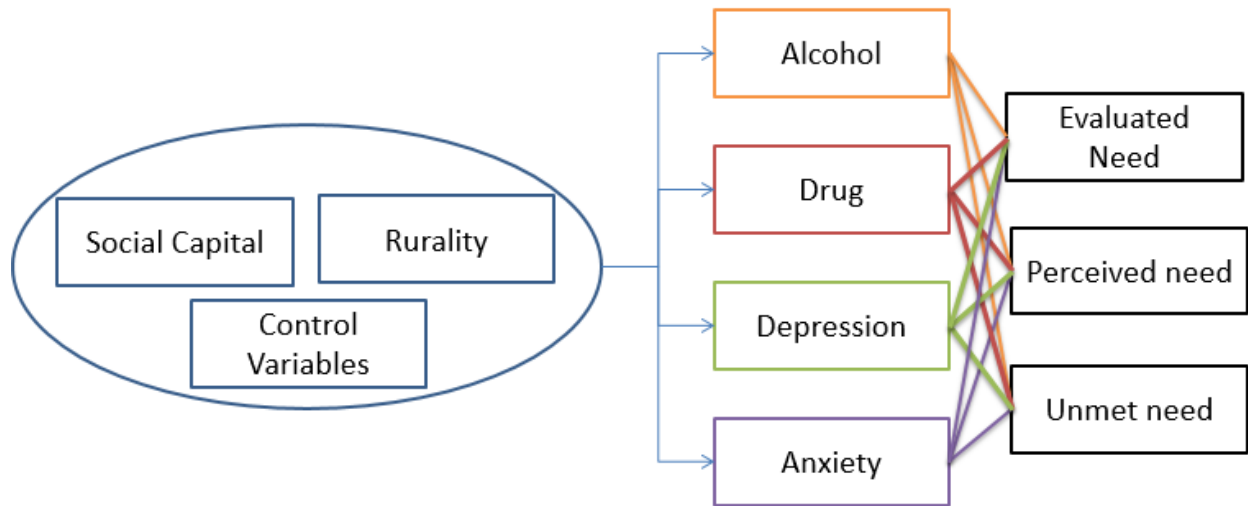 Social Capital
Rurality
Control
Variables
Alcohol
Drug
Depression
Anxiety
Evaluated
Need
Perceived need
Unmet need